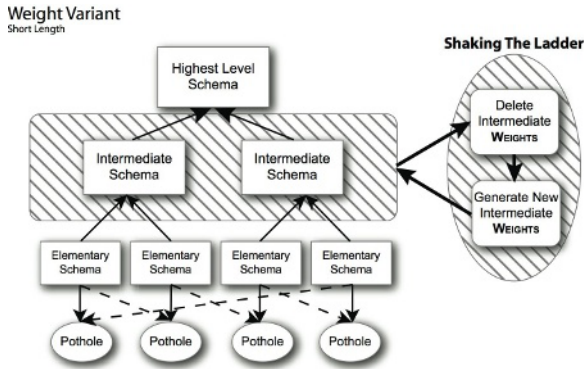 Weight Variant
Short Length
Shaking The Ladder
Highest Level
Schema
Delete
Intermediate
WEIGHTS
Intermediate
Schema
Intermediate
Schema
Generate New
Intermediate
WEIGHTS
Elementary
Schema
Elementary
Schema
Elementary
Schema
Elementary
Schema
Pothole
Pothole
Pothole
Pothole